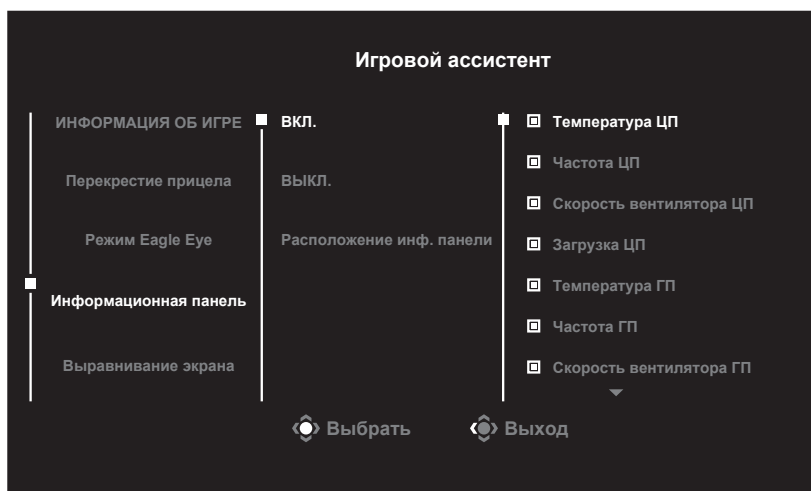 Игровой ассистент
ИНФОРМАЦИЯ ОБ ИГРЕ
Перекрестие прицела
Режим Eagle Eye
Информационная панель
Выравнивание экрана
ВКЛ.
ВЫКЛ.
Расположение инф. панели
Температура ЦП
Частота ЦП
Скорость вентилятора ЦП
Загрузка ЦП
Температура ГП
Частота ГП
Скорость вентилятора ГП
Выбрать
Выход